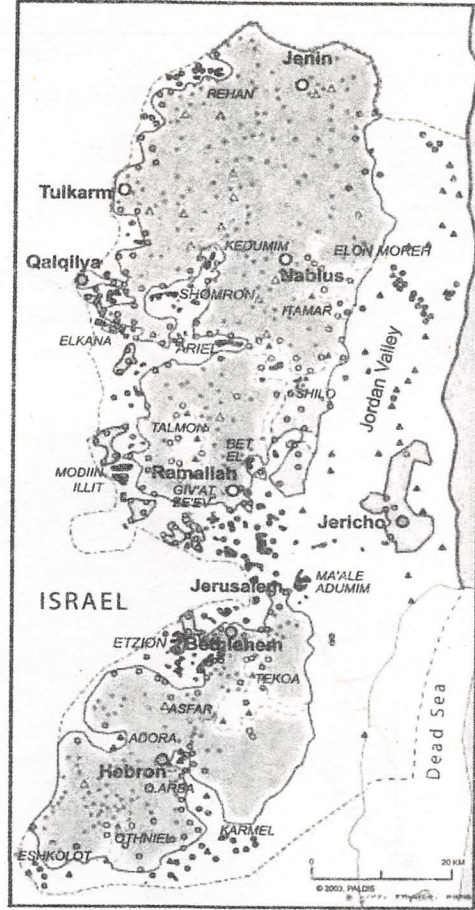 Jenin
REHAN
Tulkarm
KEDUMIM
ELON MOREH
Qalqilya
Nablus
SHOMRON
ITAMAR
ELKANA
ARIEL
Jordan Valley
SHILO
TALMON
BET
EL
MODIIN
ILLIT
Ramallah
GIV'AT
ZE'EV
Jericho
Jerusalem
MA'ALE
ADUMIM
ISRAEL
ETZION
Bethlehem
TEKOA
ASFAR
Dead Sea
ADORA
Hebron
Q.ARBA
OTHNIEL
KARMEL
ESHKOLOT
0 20 KM
© 2003, PALDIS